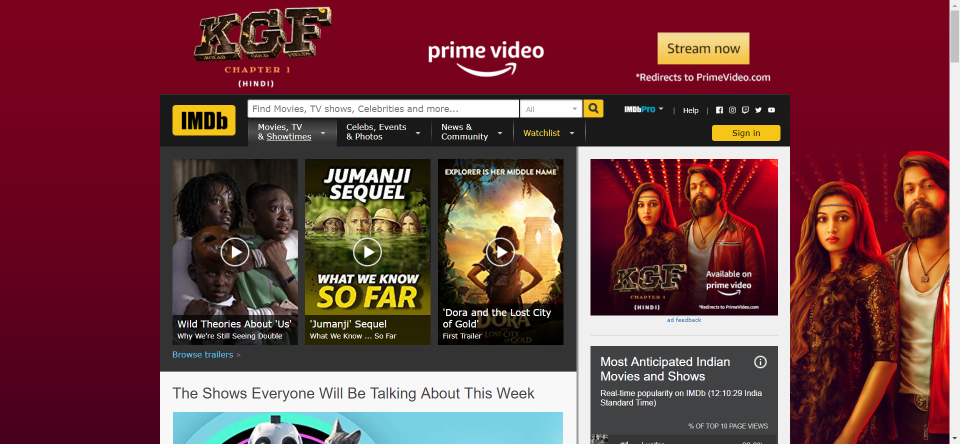 KGF
CHAPTER 1
(HINDI)
prime video
Stream now
*Redirects to PrimeVideo.com
IMDb
Find Movies, TV shows, Celebrities and more...
All
IMDbPro
Help
Movies, TV
& Showtimes
Celebs, Events
& Photos
News &
Community
Watchlist
Sign in
JUMANJI
SEQUEL
WHAT WE KNOW
SO FAR
EXPLORER IS HER MIDDLE NAME
DORA
LOST CITY
OF GOLD
Wild Theories About 'Us'
Why We're Still Seeing Double
'Jumanji' Sequel
What We Know ... So Far
'Dora and the Lost City
of Gold'
First Trailer
Browse trailers »
KGF
CHAPTER 1
(HINDI)
Available on
prime video
*Redirects to PrimeVideo.com
ad feedback
Most Anticipated Indian
Movies and Shows
Real-time popularity on IMDb (12:10:29 India
Standard Time)
% OF TOP 10 PAGE VIEWS
The Shows Everyone Will Be Talking About This Week